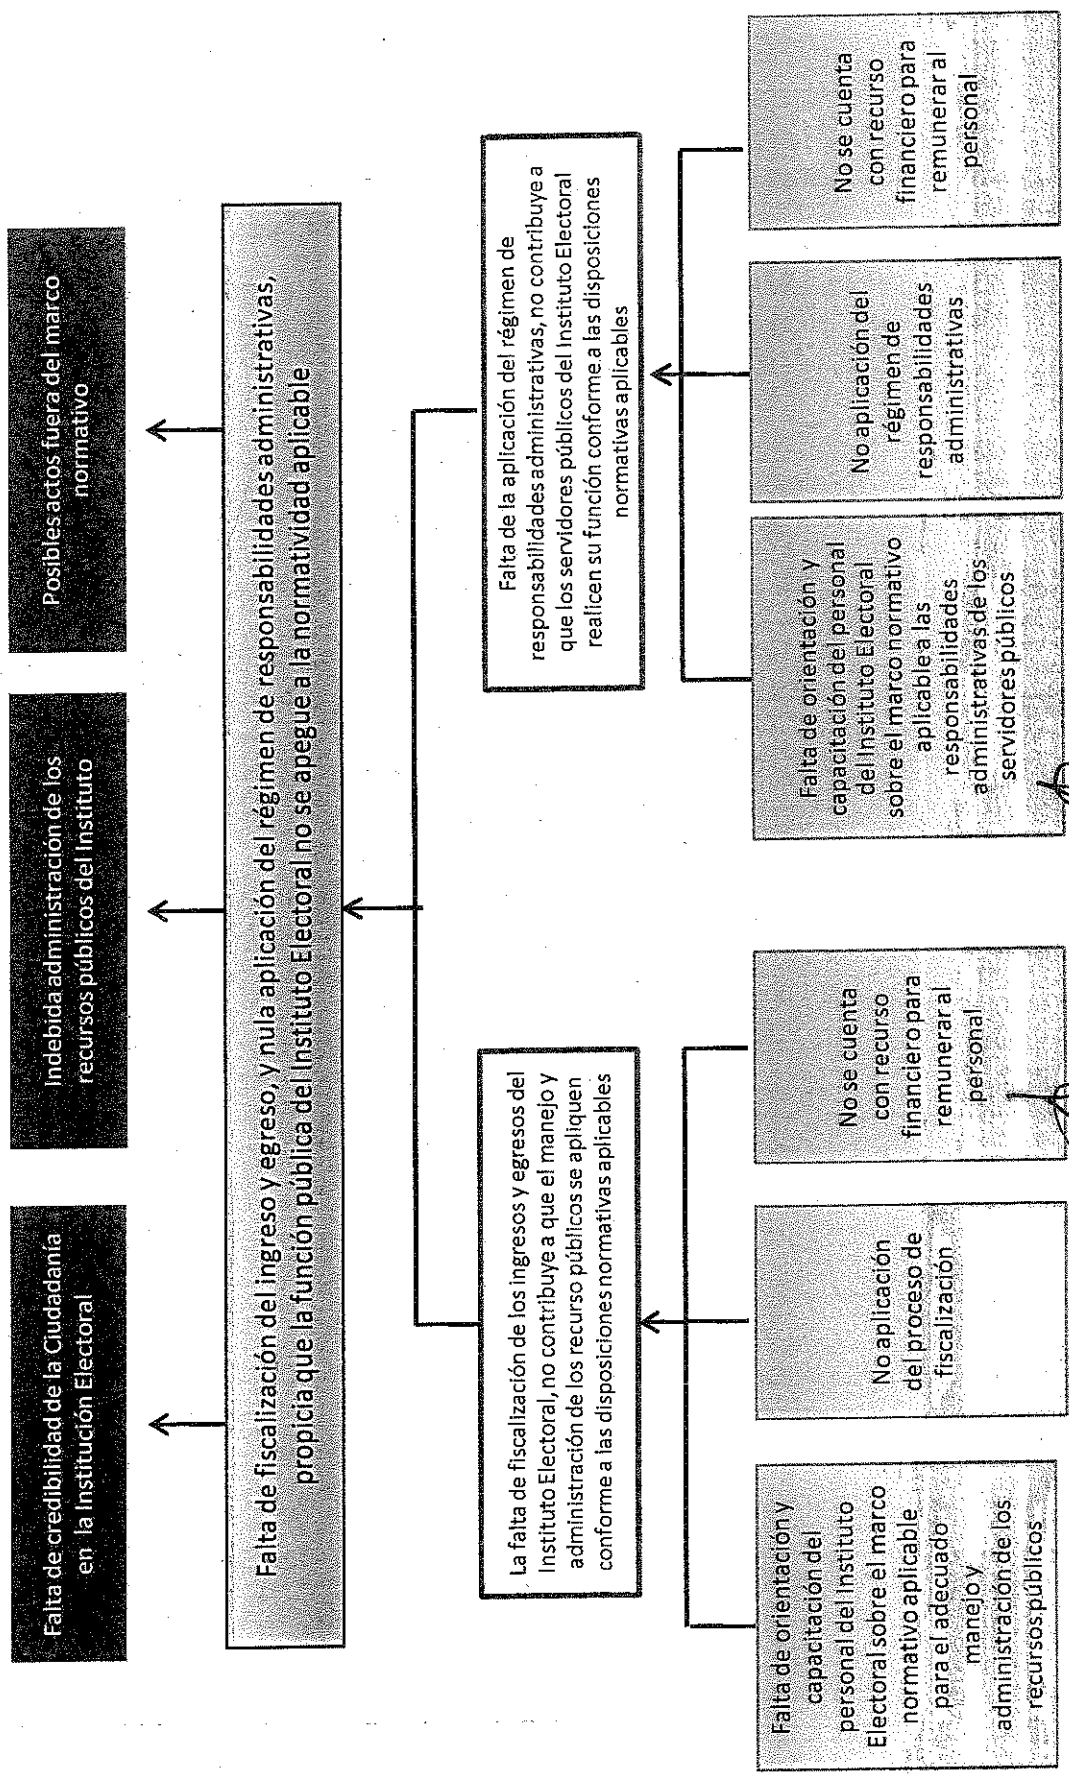 Falta de credibilidad de la Ciudadanía
en la Institución Electoral
Indebida administración de los
recursos públicos del Instituto
Posibles actos fuera del marco
normativo
Falta de fiscalización del ingreso y egreso, y nula aplicación del régimen de responsabilidades administrativas,
propicia que la función pública del Instituto Electoral no se apegue a la normatividad aplicable
La falta de fiscalización de los ingresos y egresos del
Instituto Electoral, no contribuye a que el manejo y
administración de los recurso públicos se apliquen
conforme a las disposiciones normativas aplicables
Falta de la aplicación del régimen de
responsabilidades administrativas, no contribuye a
que los servidores públicos del Instituto Electoral
realicen su función conforme a las disposiciones
normativas aplicables
Falta de orientación y
capacitación del
personal del Instituto
Electoral sobre el marco
normativo aplicable
para el adecuado
manejo y
administración de los
recursos públicos
No aplicación
del proceso de
fiscalización
No se cuenta
con recurso
financiero para
remunerar al
personal
Falta de orientación y
capacitación del personal
del Instituto Electoral
sobre el marco normativo
aplicable a las
responsabilidades
administrativas de los
servidores públicos
No aplicación del
régimen de
responsabilidades
administrativas
No se cuenta
con recurso
financiero para
remunerar al
personal